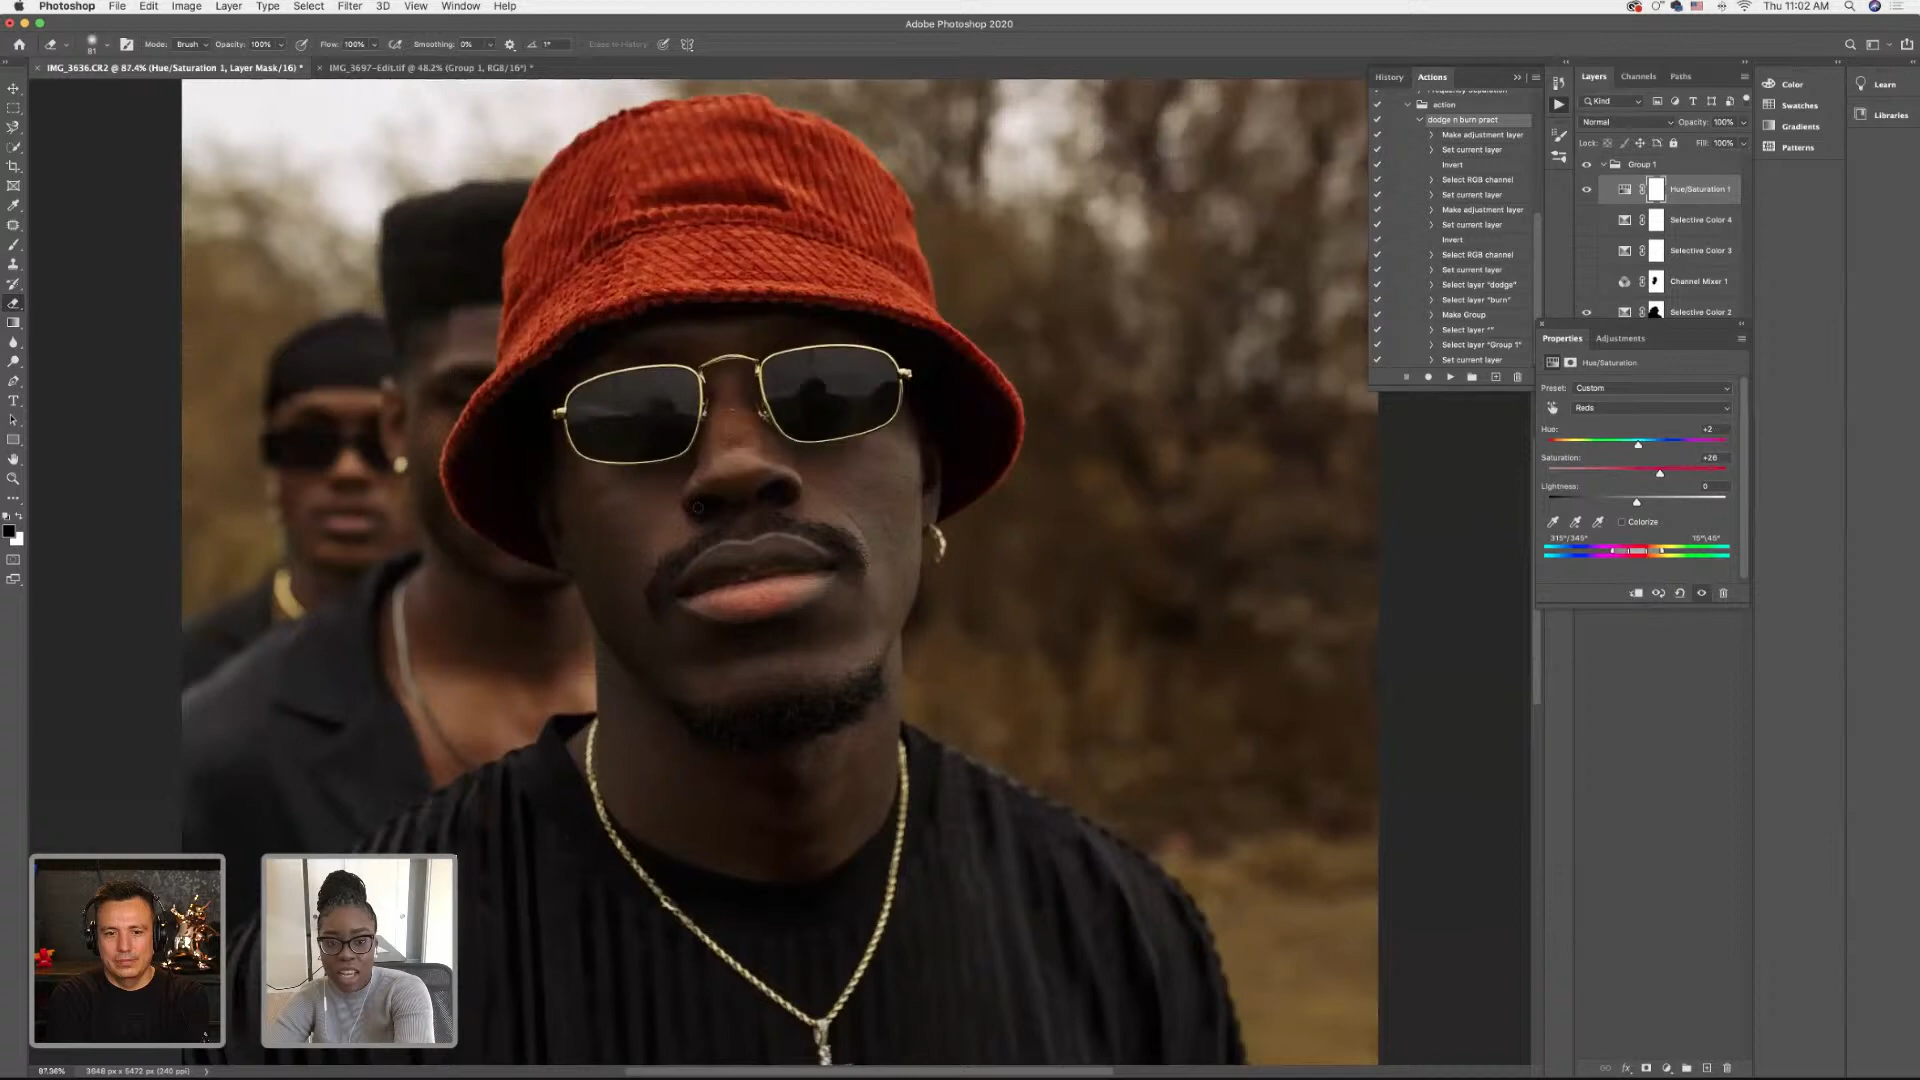 Photoshop File Edit Image Layer Type Select Filter 3D View Window Help Thu 11:02 AM
Adobe Photoshop 2020
81 Mode: Brush Opacity: 100% Flow: 100% Smoothing: 0% 1° Erase to History
IMG_3636.CR2 @ 87.4% (Hue/Saturation 1, Layer Mask/16) * IMG_3697-Edit.tif @ 48.2% (Group 1, RGB/16*) *
History Actions
Frequency Separation
action
dodge n burn pract
Make adjustment layer
Set current layer
Invert
Select RGB channel
Set current layer
Make adjustment layer
Set current layer
Invert
Select RGB channel
Set current layer
Select layer "dodge"
Select layer "burn"
Make Group
Select layer ""
Select layer "Group 1"
Set current layer
Layers Channels Paths
Kind
Normal Opacity: 100%
Lock: Fill: 100%
Group 1
Hue/Saturation 1
Selective Color 4
Selective Color 3
Channel Mixer 1
Selective Color 2
Properties Adjustments
Hue/Saturation
Preset: Custom
Reds
Hue: +2
Saturation: +26
Lightness: 0
Colorize
315°/345° 15°\45°
Color
Swatches
Gradients
Patterns
Learn
Libraries
87.36% 3648 px x 5472 px (240 ppi)